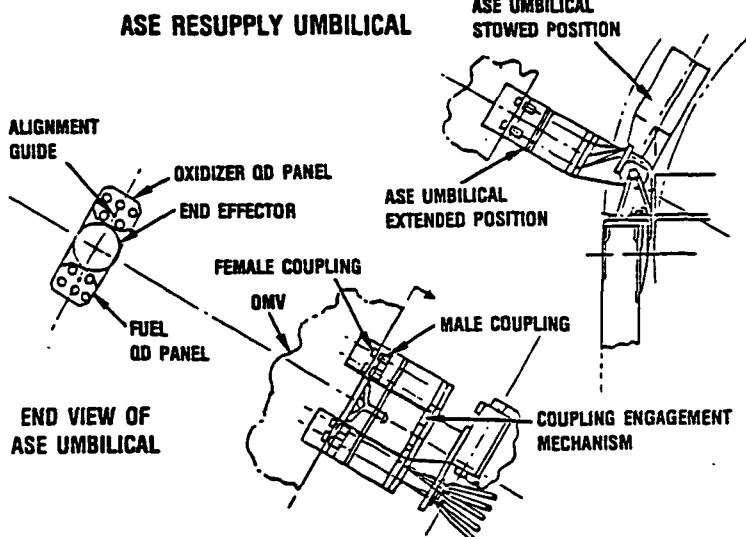 ASE RESUPPLY UMBILICAL
ASE UMBILICAL
STOWED POSITION
ALIGNMENT
GUIDE
OXIDIZER QD PANEL
END EFFECTOR
ASE UMBILICAL
EXTENDED POSITION
FEMALE COUPLING
OMV
MALE COUPLING
FUEL
QD PANEL
END VIEW OF
ASE UMBILICAL
COUPLING ENGAGEMENT
MECHANISM